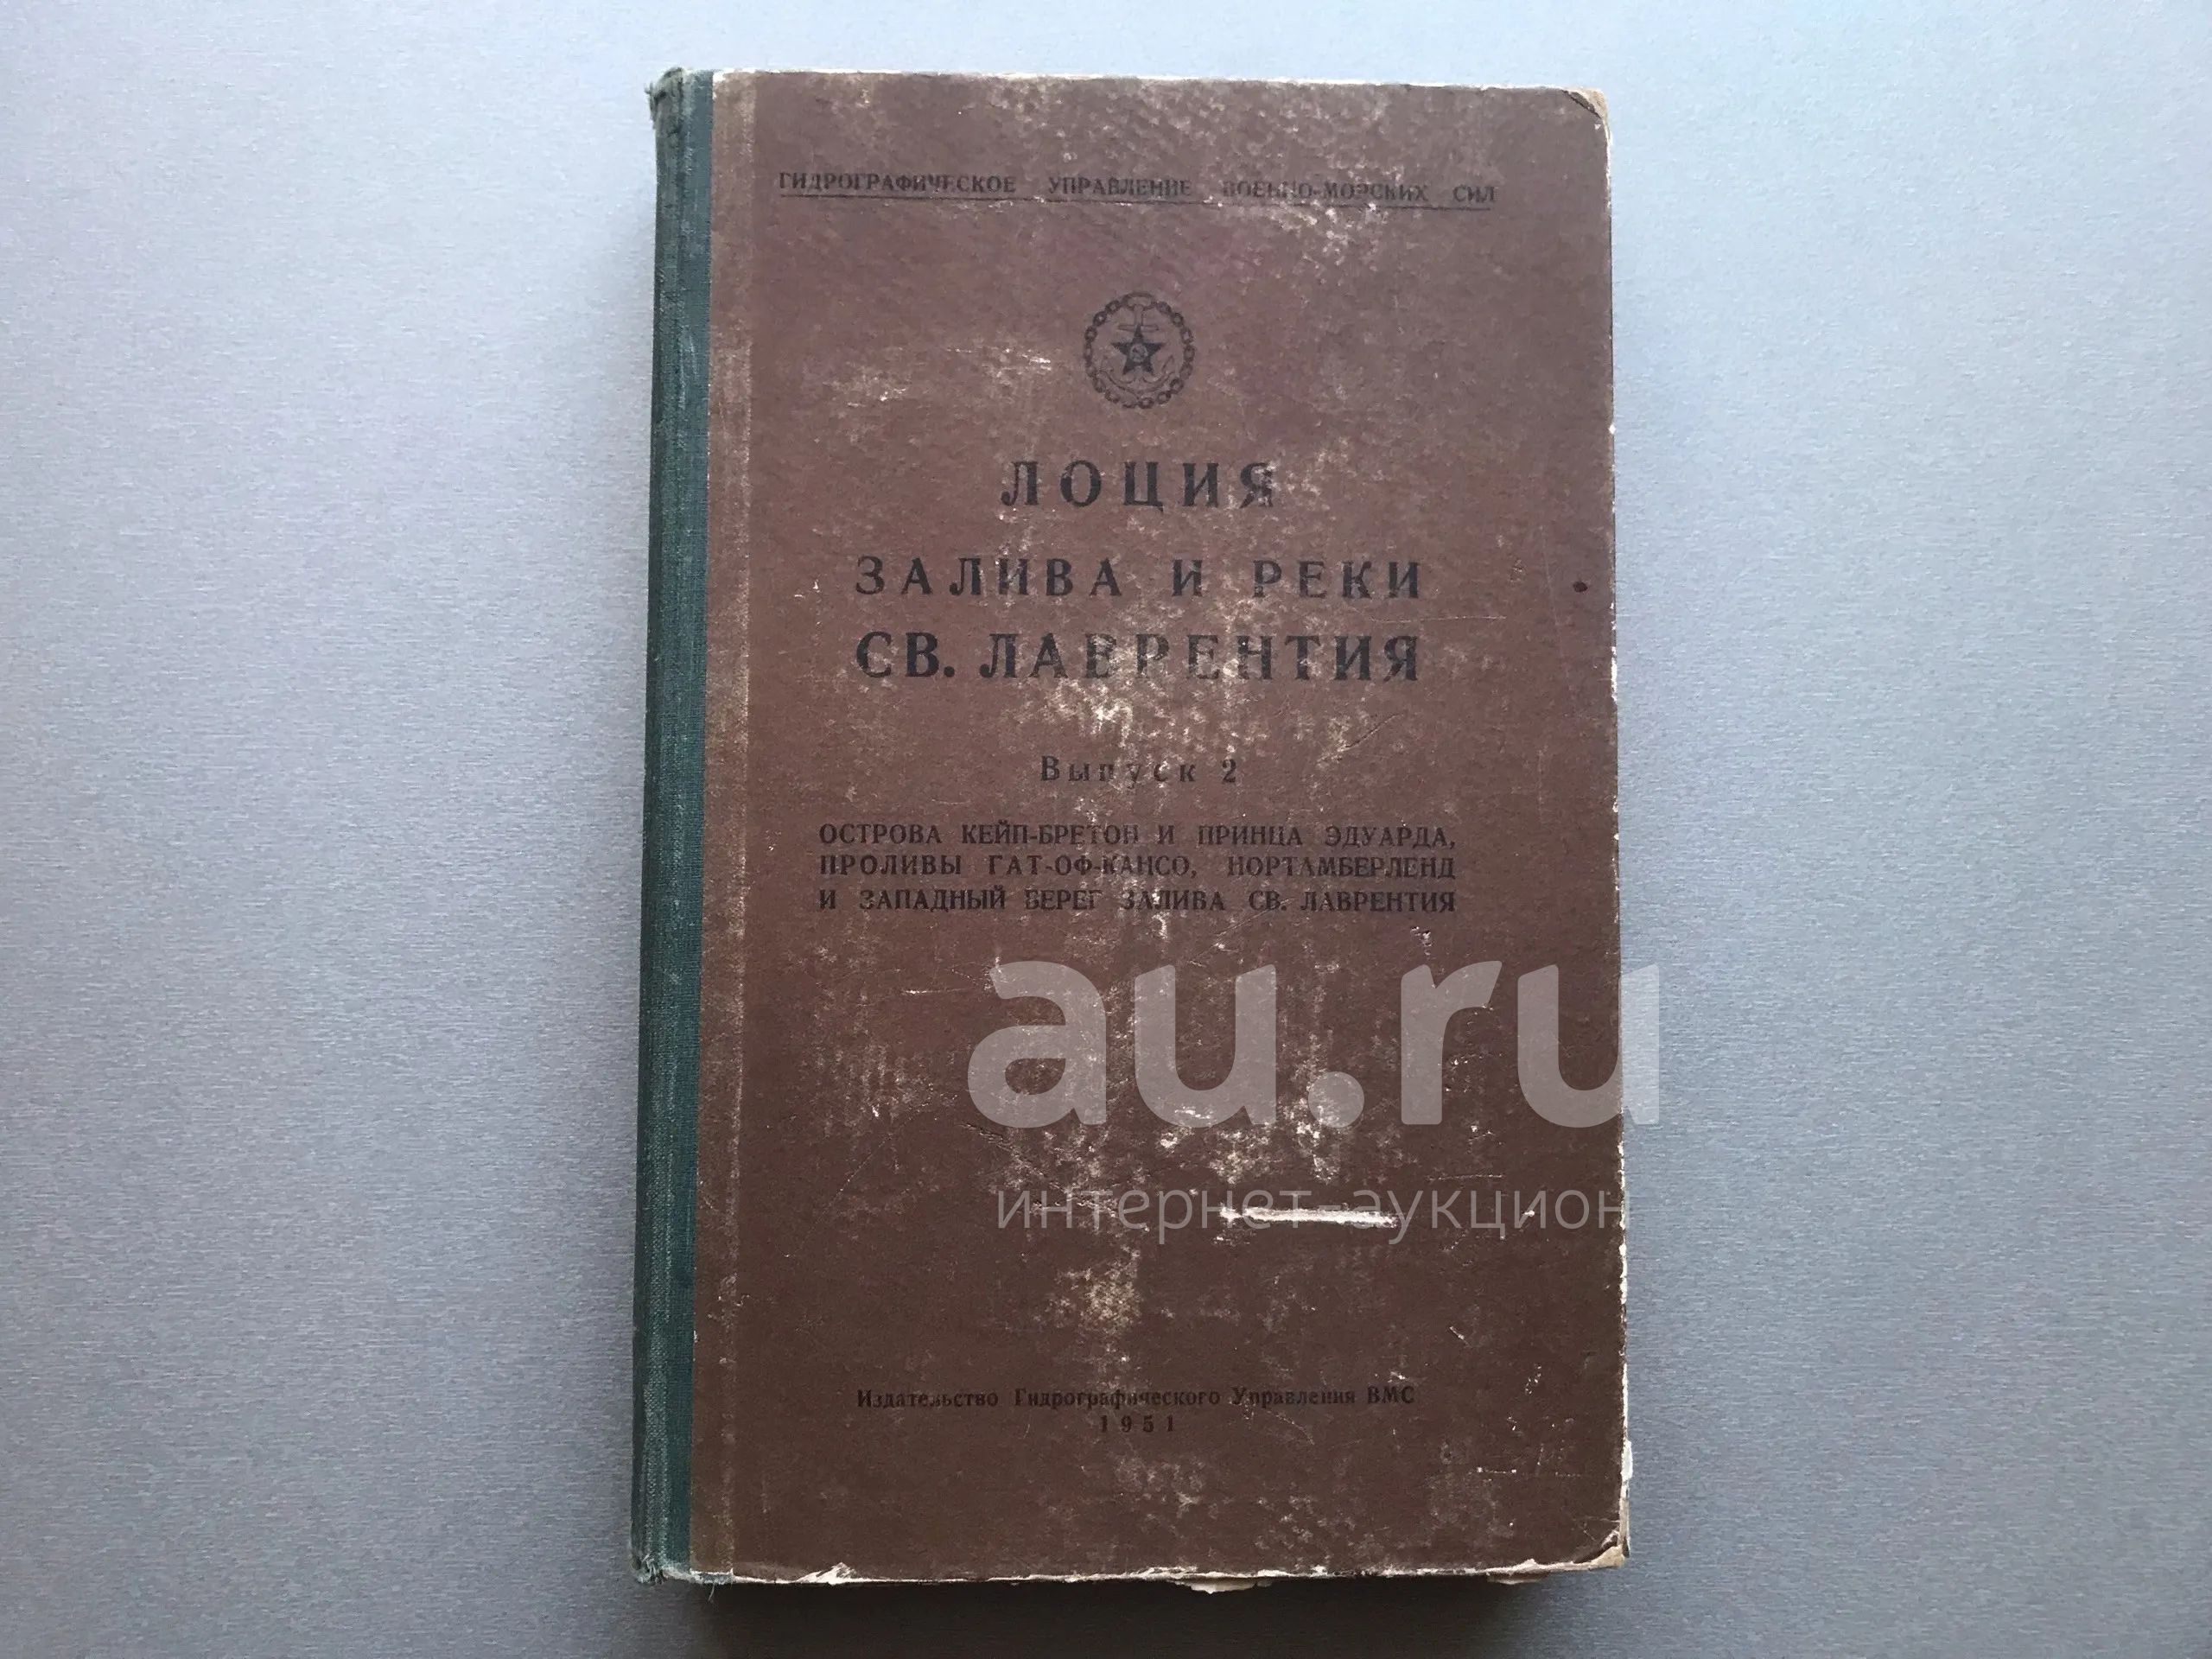 ГИДРОГРАФИЧЕСКОЕ УПРАВЛЕНИЕ ВОЕННО-МОРСКИХ СИЛ
ЛОЦИЯ
ЗАЛИВА И РЕКИ
СВ. ЛАВРЕНТИЯ
Выпуск 2
ОСТРОВА КЕЙП-БРЕТОН И ПРИНЦА ЭДУАРДА,
ПРОЛИВЫ ГАТ-ОФ-КАНСО, НОРТАМБЕРЛЕНД
И ЗАПАДНЫЙ БЕРЕГ ЗАЛИВА СВ. ЛАВРЕНТИЯ
au.ru
интернет-аукцион
Издательство Гидрографического Управления ВМС
1951